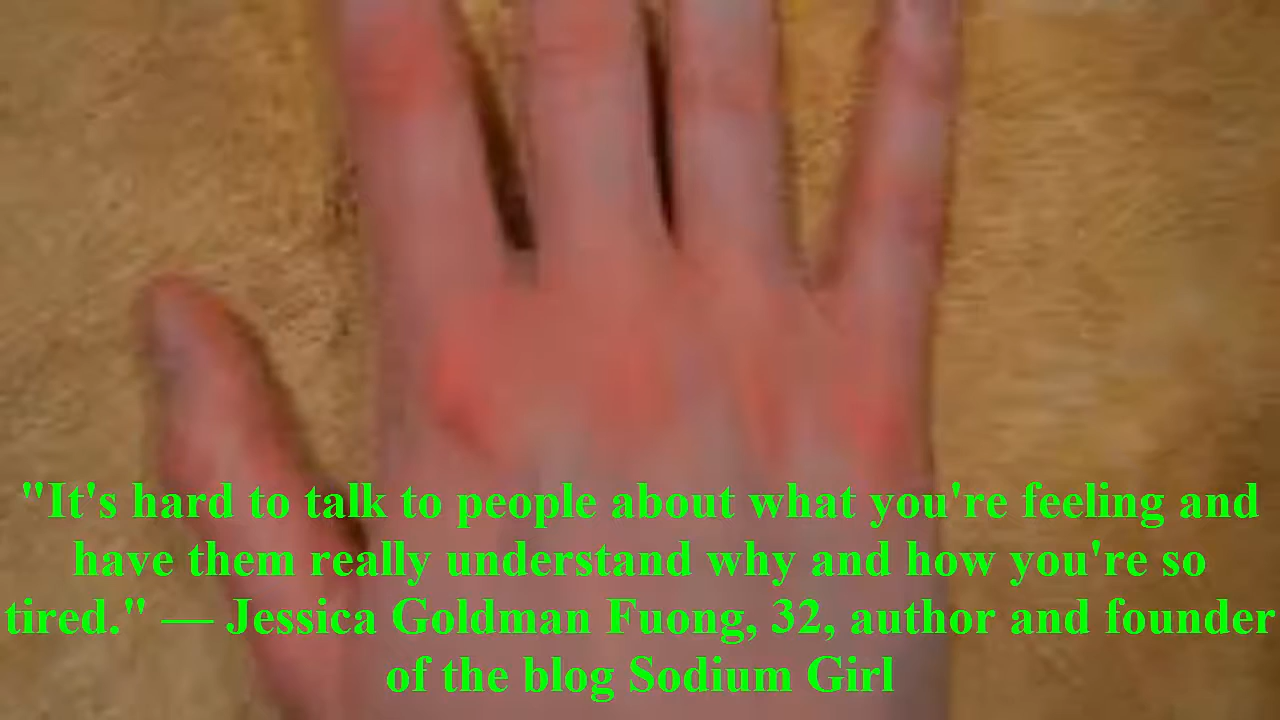 "It's hard to talk to people about what you're feeling and
have them really understand why and how you're so
tired." — Jessica Goldman Fuong, 32, author and founder
of the blog Sodium Girl